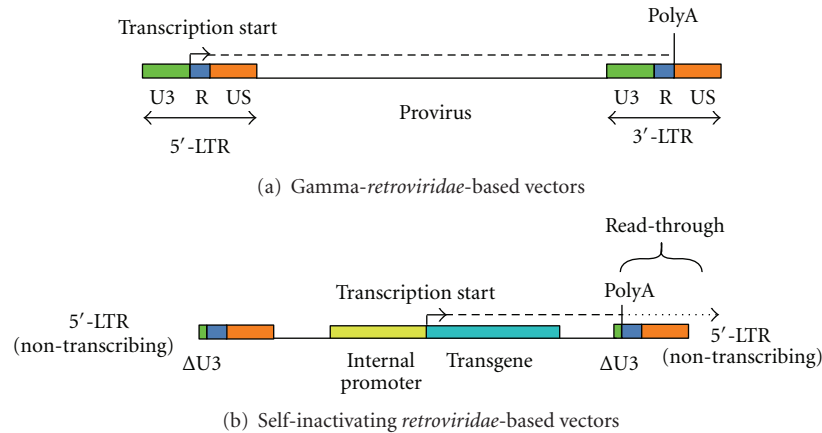 PolyA
Transcription start
U3 R US
U3 R US
Provirus
5′-LTR
3′-LTR
(a) Gamma-retroviridae-based vectors
Read-through
PolyA
Transcription start
5′-LTR
(non-transcribing)
5′-LTR
(non-transcribing)
ΔU3
Internal
promoter
Transgene
ΔU3
(b) Self-inactivating retroviridae-based vectors